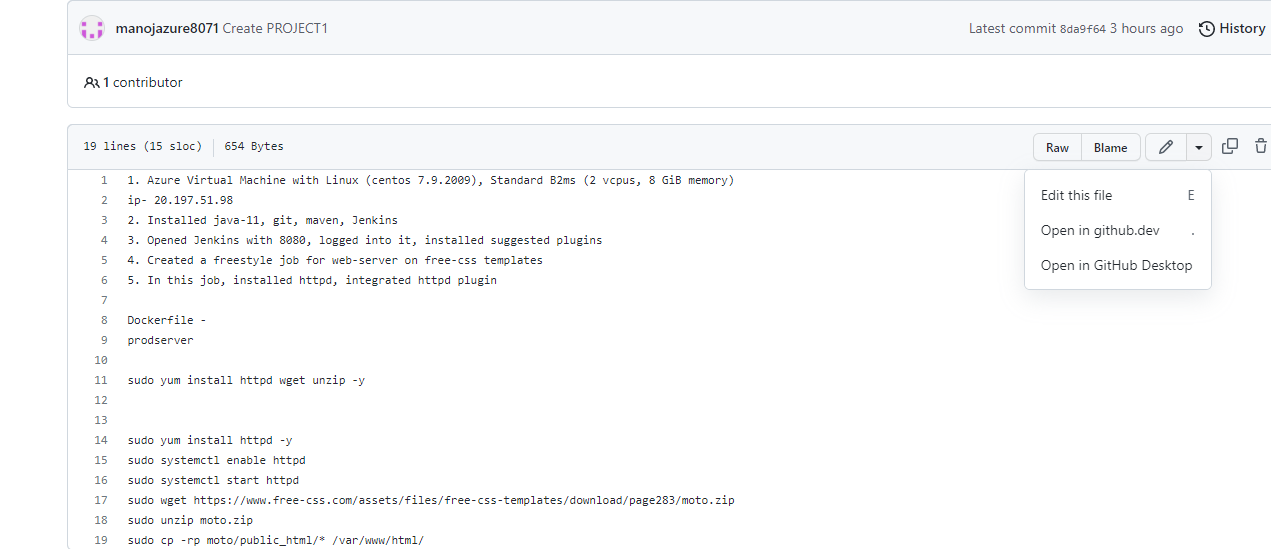 manojazure8071 Create PROJECT1 Latest commit 8da9f64 3 hours ago History
1 contributor
19 lines (15 sloc) 654 Bytes Raw Blame
Edit this file E
Open in github.dev .
Open in GitHub Desktop
1 1. Azure Virtual Machine with Linux (centos 7.9.2009), Standard B2ms (2 vcpus, 8 GiB memory)
2 ip- 20.197.51.98
3 2. Installed java-11, git, maven, Jenkins
4 3. Opened Jenkins with 8080, logged into it, installed suggested plugins
5 4. Created a freestyle job for web-server on free-css templates
6 5. In this job, installed httpd, integrated httpd plugin
7
8 Dockerfile -
9 prodserver
10
11 sudo yum install httpd wget unzip -y
12
13
14 sudo yum install httpd -y
15 sudo systemctl enable httpd
16 sudo systemctl start httpd
17 sudo wget https://www.free-css.com/assets/files/free-css-templates/download/page283/moto.zip
18 sudo unzip moto.zip
19 sudo cp -rp moto/public_html/* /var/www/html/